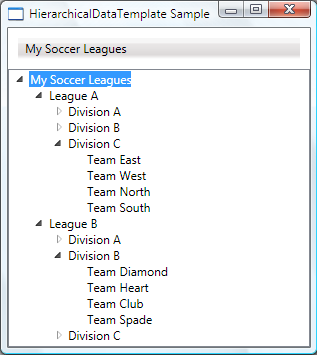 HierarchicalDataTemplate Sample
My Soccer Leagues
My Soccer Leagues
League A
Division A
Division B
Division C
Team East
Team West
Team North
Team South
League B
Division A
Division B
Team Diamond
Team Heart
Team Club
Team Spade
Division C